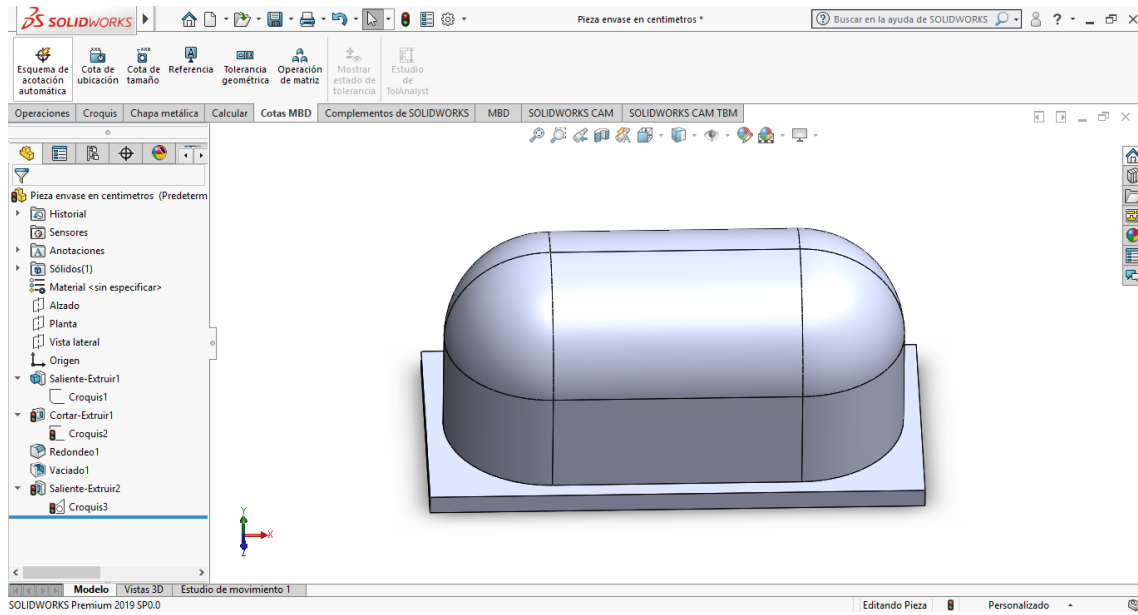 SOLIDWORKS
Pieza envase en centimetros *
Buscar en la ayuda de SOLIDWORKS
Esquema de acotación automática
Cota de ubicación
Cota de tamaño
Referencia
Tolerancia geométrica
Operación de matriz
Mostrar estado de tolerancia
Estudio de TolAnalyst
Operaciones Croquis Chapa metálica Calcular Cotas MBD Complementos de SOLIDWORKS MBD SOLIDWORKS CAM SOLIDWORKS CAM TBM
Pieza envase en centimetros (Predeterm
Historial
Sensores
Anotaciones
Sólidos(1)
Material <sin especificar>
Alzado
Planta
Vista lateral
Origen
Saliente-Extruir1
Croquis1
Cortar-Extruir1
Croquis2
Redondeo1
Vaciado1
Saliente-Extruir2
Croquis3
Y
X
Z
Modelo Vistas 3D Estudio de movimiento 1
SOLIDWORKS Premium 2019 SP0.0 Editando Pieza Personalizado